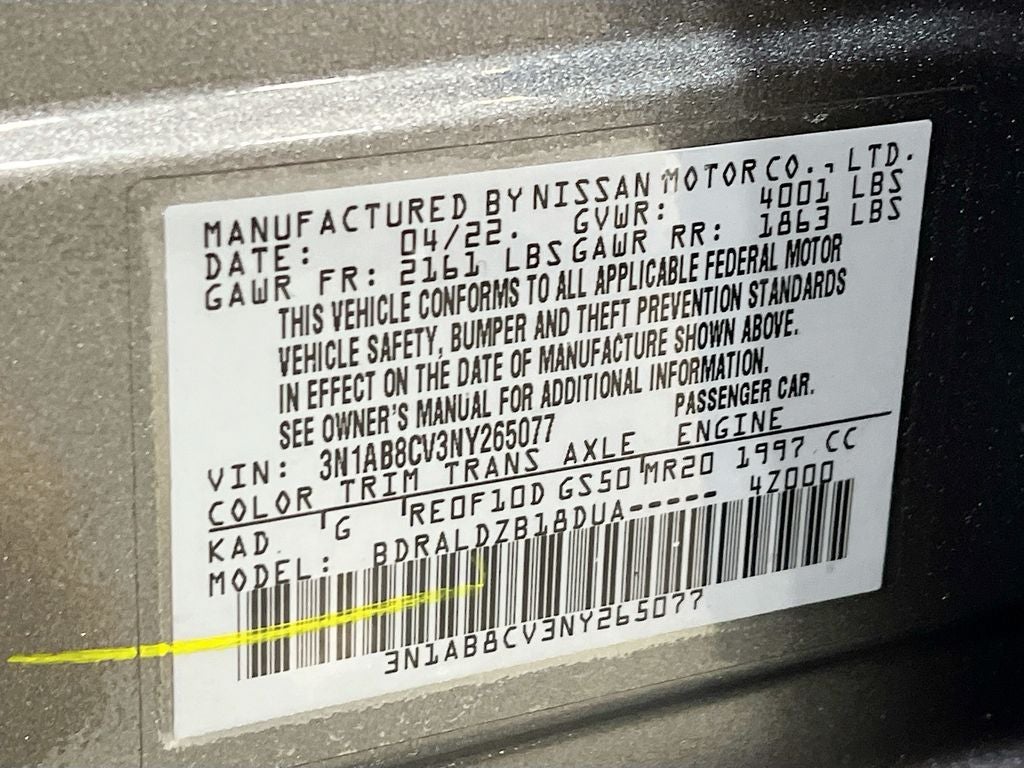 MANUFACTURED BY NISSAN MOTOR CO., LTD.
DATE: 04/22. GVWR: 4001 LBS
GAWR FR: 2161 LBS GAWR RR: 1863 LBS
THIS VEHICLE CONFORMS TO ALL APPLICABLE FEDERAL MOTOR
VEHICLE SAFETY, BUMPER AND THEFT PREVENTION STANDARDS
IN EFFECT ON THE DATE OF MANUFACTURE SHOWN ABOVE.
SEE OWNER'S MANUAL FOR ADDITIONAL INFORMATION.
VIN: 3N1AB8CV3NY265077 PASSENGER CAR.
COLOR TRIM TRANS AXLE ENGINE
KAD G RE0F10D GS50 MR20 1997 CC
MODEL: BDRALDZB18DUA----- 4Z000
3N1AB8CV3NY265077